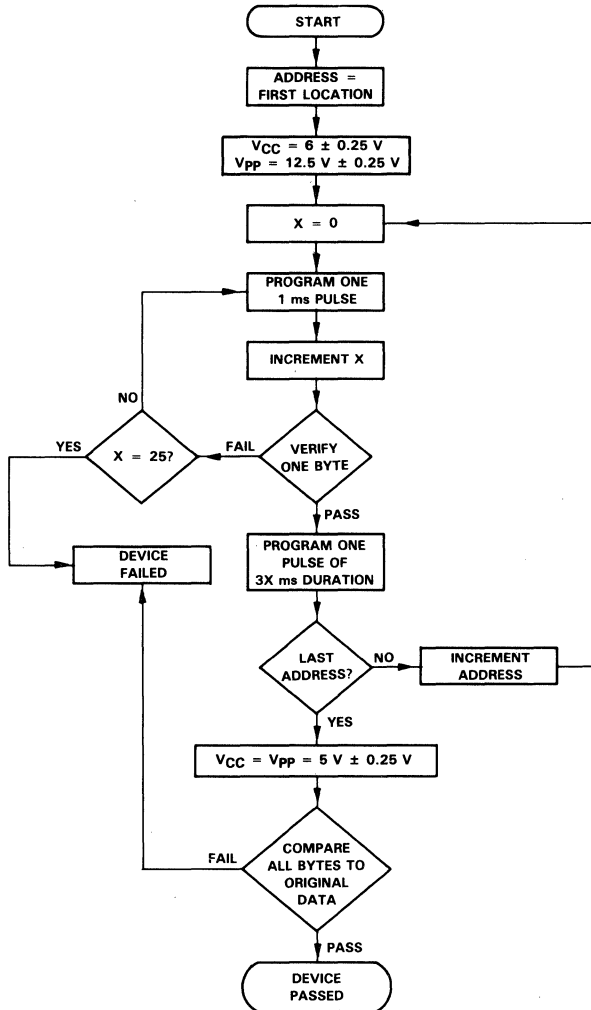 START
ADDRESS =
FIRST LOCATION
VCC = 6 ± 0.25 V
VPP = 12.5 V ± 0.25 V
X = 0
PROGRAM ONE
1 ms PULSE
INCREMENT X
NO
YES
X = 25?
FAIL
VERIFY
ONE BYTE
PASS
DEVICE
FAILED
PROGRAM ONE
PULSE OF
3X ms DURATION
LAST
ADDRESS?
NO
INCREMENT
ADDRESS
YES
VCC = VPP = 5 V ± 0.25 V
FAIL
COMPARE
ALL BYTES TO
ORIGINAL
DATA
PASS
DEVICE
PASSED